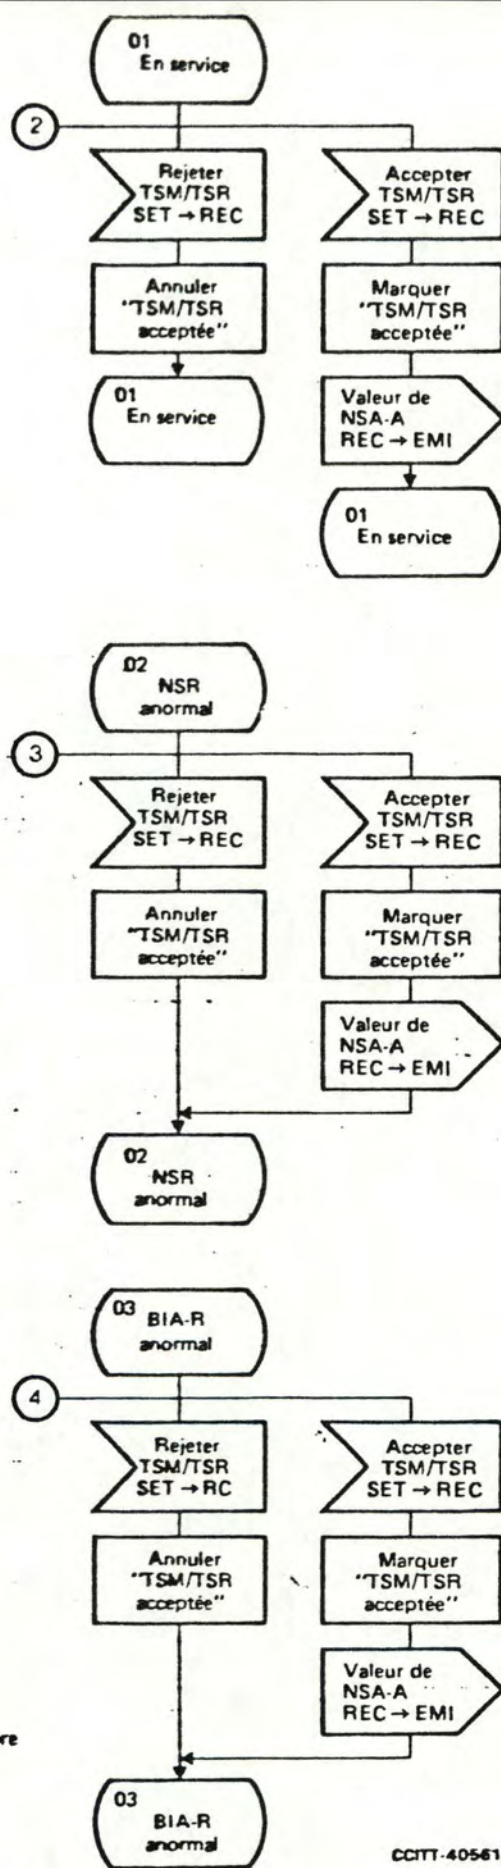 01
En service
2
Rejeter
TSM/TSR
SET → REC
Accepter
TSM/TSR
SET → REC
Annuler
"TSM/TSR
acceptée"
Marquer
"TSM/TSR
acceptée"
01
En service
Valeur de
NSA-A
REC → EMI
01
En service
02
NSR
anormal
3
Rejeter
TSM/TSR
SET → REC
Accepter
TSM/TSR
SET → REC
Annuler
"TSM/TSR
acceptée"
Marquer
"TSM/TSR
acceptée"
Valeur de
NSA-A
REC → EMI
02
NSR
anormal
03 BIA-R
anormal
4
Rejeter
TSM/TSR
SET → RC
Accepter
TSM/TSR
SET → REC
Annuler
"TSM/TSR
acceptée"
Marquer
"TSM/TSR
acceptée"
Valeur de
NSA-A
REC → EMI
re
03
BIA-R
anormal
CCITT-40561